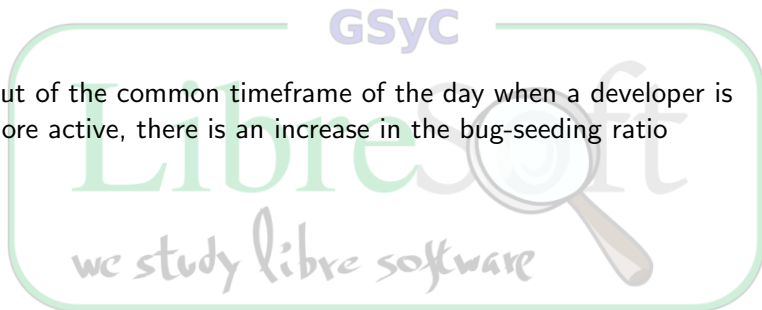 GSyC
ut of the common timeframe of the day when a developer is
ore active, there is an increase in the bug-seeding ratio
LibreSoft
we study libre software